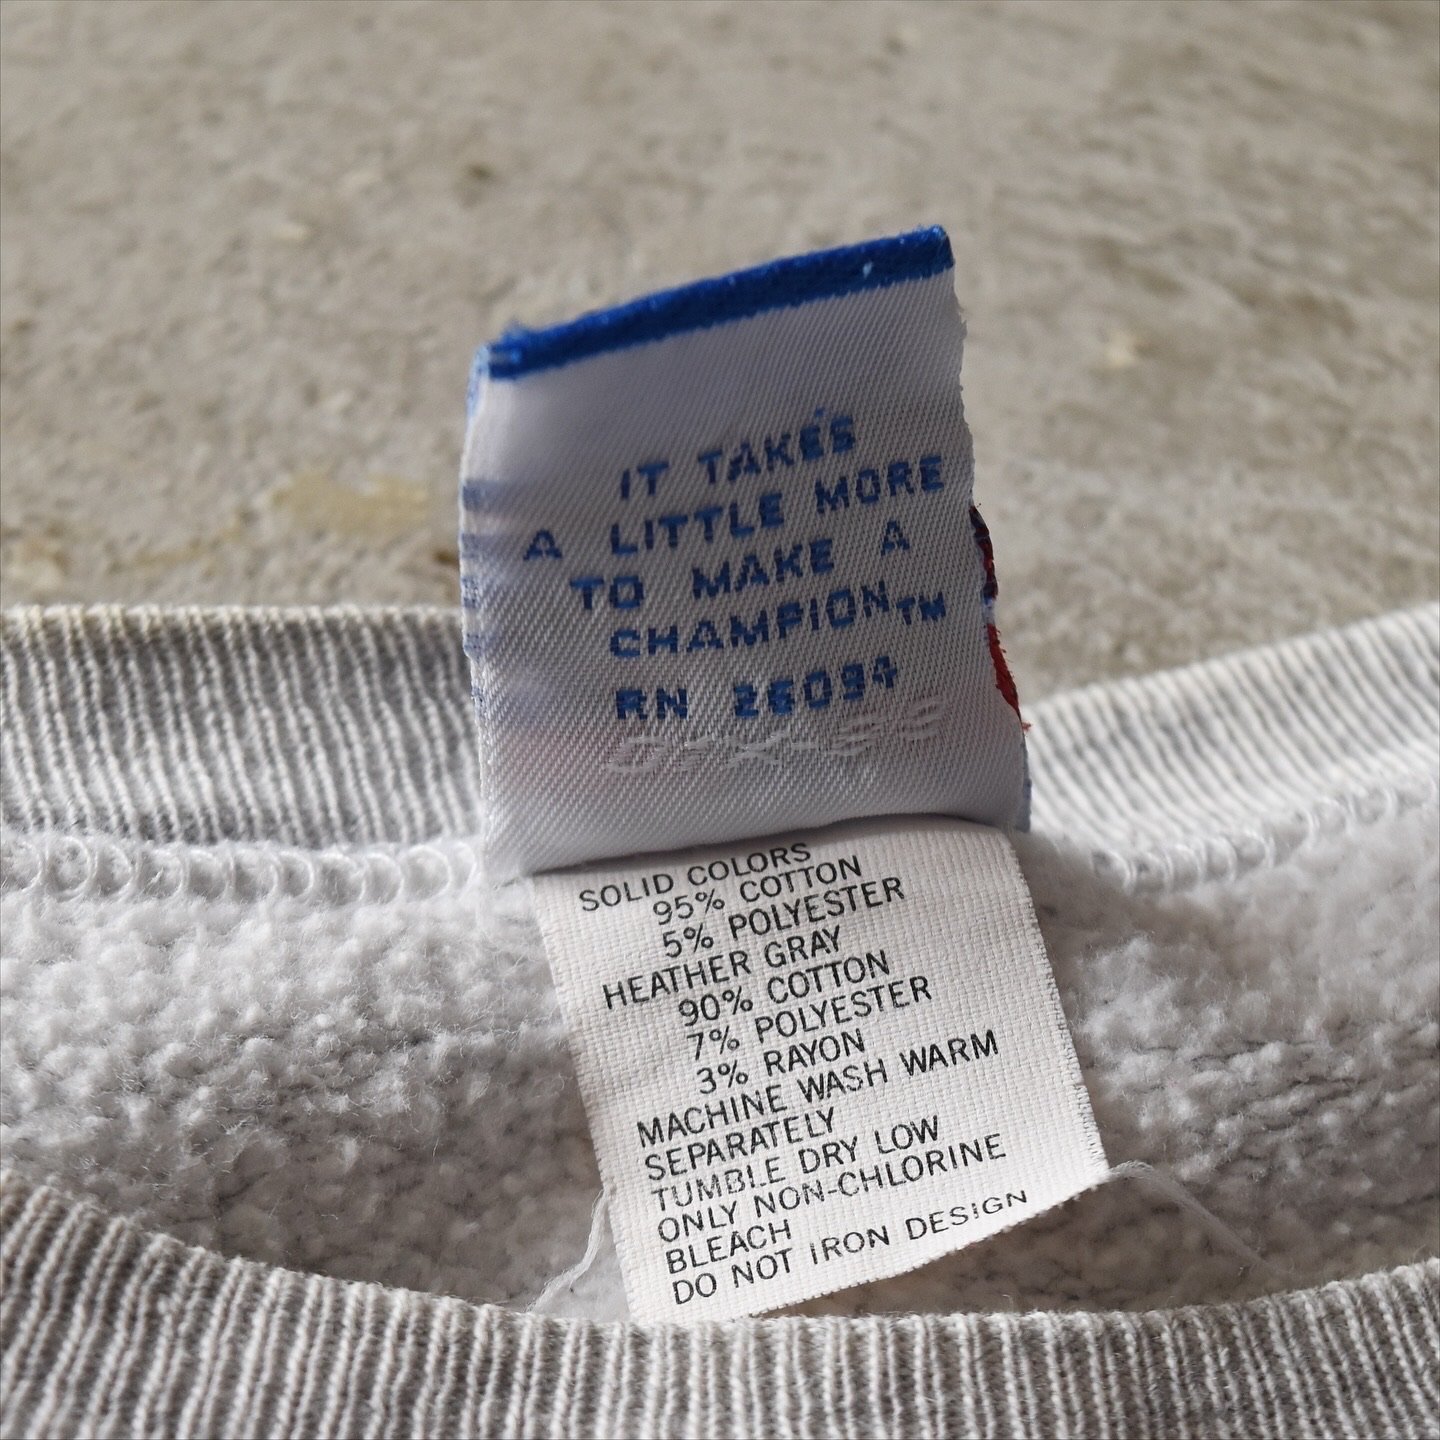 IT TAKES
A LITTLE MORE
TO MAKE A
CHAMPION™
RN 26094
SOLID COLORS
95% COTTON
5% POLYESTER
HEATHER GRAY
90% COTTON
7% POLYESTER
3% RAYON
MACHINE WASH WARM
SEPARATELY
TUMBLE DRY LOW
ONLY NON-CHLORINE
BLEACH
DO NOT IRON DESIGN